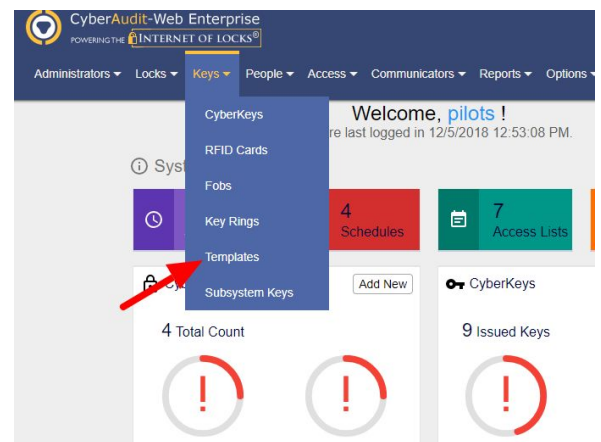 CyberAudit-Web Enterprise
POWERING THE INTERNET OF LOCKS®
Administrators Locks Keys People Access Communicators Reports Options
CyberKeys
RFID Cards
Fobs
Key Rings
Templates
Subsystem Keys
Welcome, pilots !
re last logged in 12/5/2018 12:53:08 PM.
Syst
4
Schedules
7
Access Lists
Cy
Add New
CyberKeys
4 Total Count
9 Issued Keys